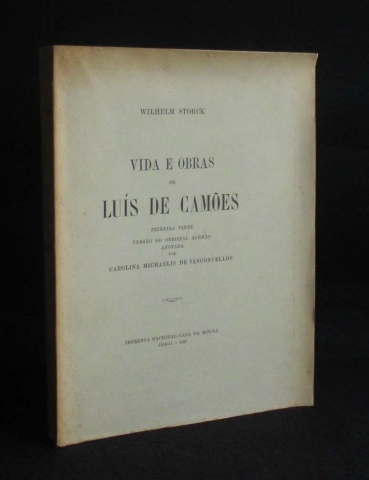 WILHELM STORCK
VIDA E OBRAS
DE
LUÍS DE CAMÕES
PRIMEIRA PARTE
VERSÃO DO ORIGINAL ALEMÃO
ANOTADA
POR
CAROLINA MICHAËLIS DE VASCONCELLOS
IMPRENSA NACIONAL-CASA DA MOEDA
LISBOA